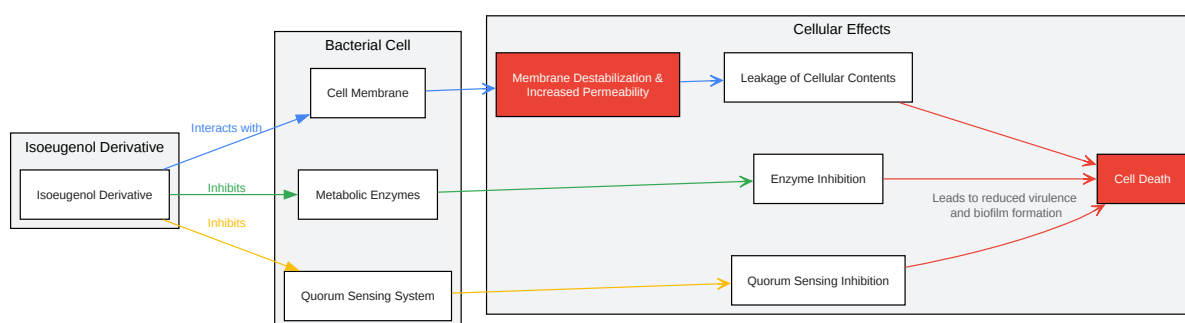 Isoeugenol Derivative
Isoeugenol Derivative
Interacts with
Inhibits
Inhibits
Bacterial Cell
Cell Membrane
Metabolic Enzymes
Quorum Sensing System
Cellular Effects
Membrane Destabilization &
Increased Permeability
Leakage of Cellular Contents
Enzyme Inhibition
Quorum Sensing Inhibition
Leads to reduced virulence
and biofilm formation
Cell Death